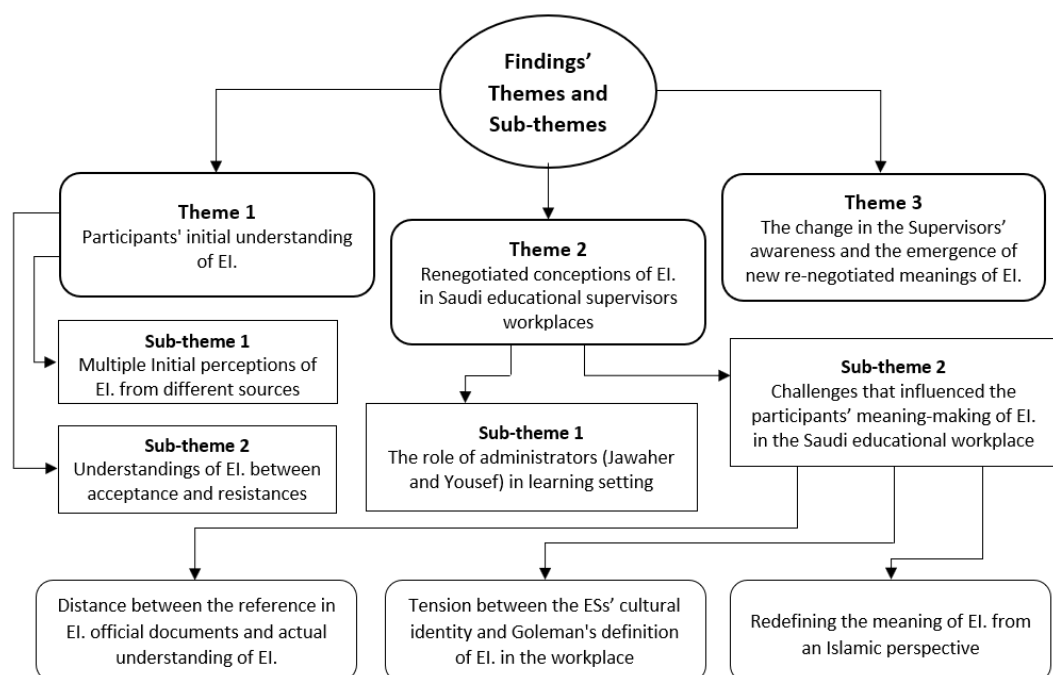 Findings’
Themes and
Sub-themes
Theme 1
Participants' initial understanding
of EI.
Sub-theme 1
Multiple Initial perceptions of
EI. from different sources
Sub-theme 2
Understandings of EI. between
acceptance and resistances
Theme 2
Renegotiated conceptions of EI.
in Saudi educational supervisors
workplaces
Sub-theme 1
The role of administrators (Jawaher
and Yousef) in learning setting
Sub-theme 2
Challenges that influenced the
participants’ meaning-making of EI.
in the Saudi educational workplace
Distance between the reference in
EI. official documents and actual
understanding of EI.
Tension between the ESs’ cultural
identity and Goleman's definition
of EI. in the workplace
Redefining the meaning of EI. from
an Islamic perspective
Theme 3
The change in the Supervisors’
awareness and the emergence of
new re-negotiated meanings of EI.